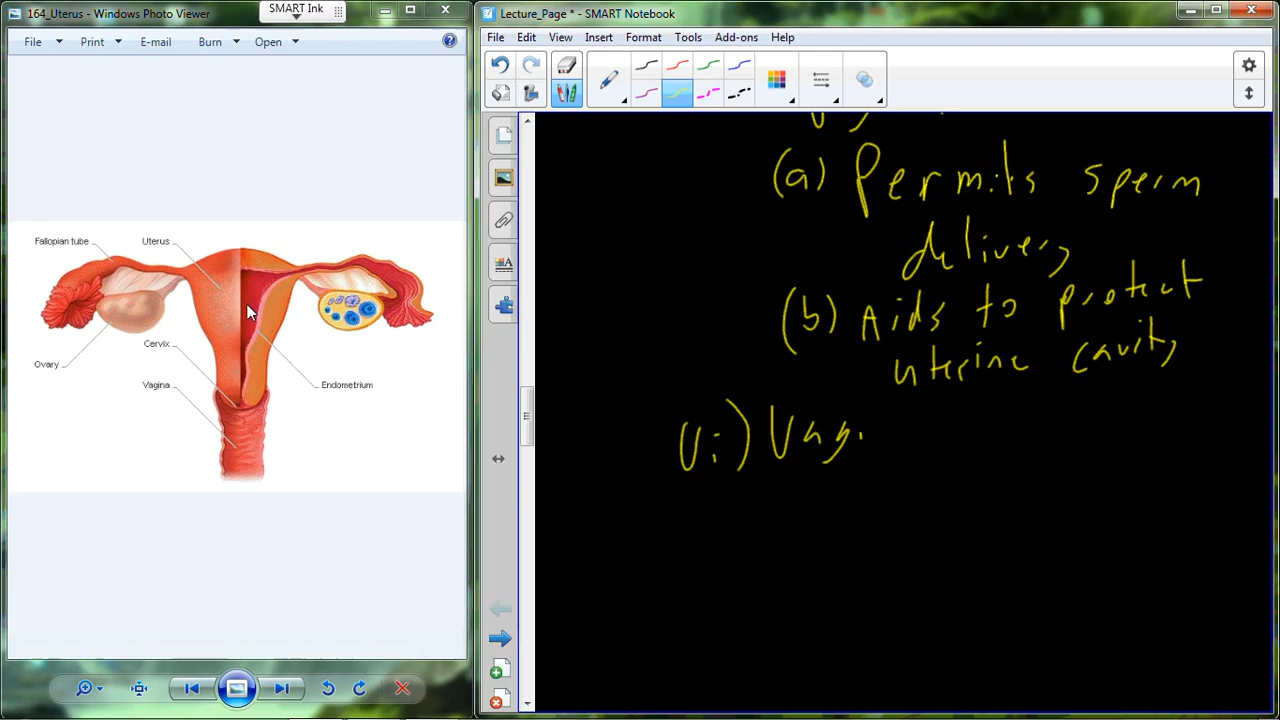 164_Uterus - Windows Photo Viewer
SMART Ink
File Print E-mail Burn Open
Fallopian tube
Uterus
Ovary
Cervix
Vagina
Endometrium
Lecture_Page * - SMART Notebook
File Edit View Insert Format Tools Add-ons Help
(a) Permits sperm
delivery
(b) Aids to protect
uterine cavity
Vi) Vagi